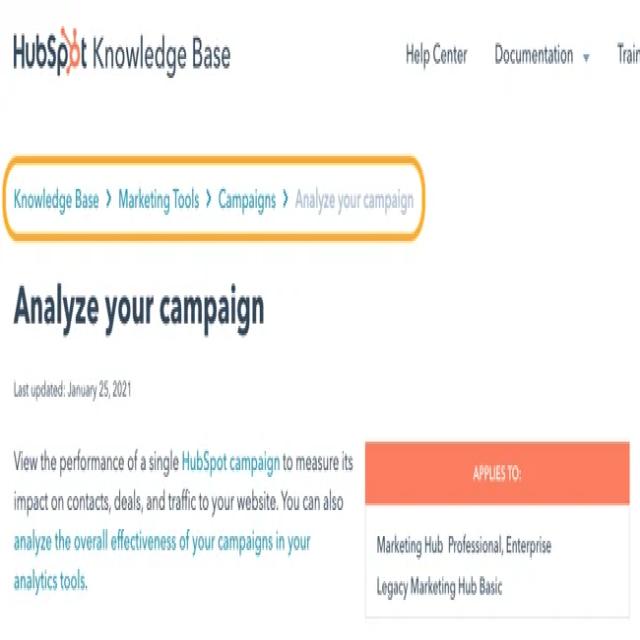 HubSpot Knowledge Base
Help Center Documentation ▾ Train
Knowledge Base > Marketing Tools > Campaigns > Analyze your campaign
Analyze your campaign
Last updated: January 25, 2021
View the performance of a single HubSpot campaign to measure its
impact on contacts, deals, and traffic to your website. You can also
analyze the overall effectiveness of your campaigns in your
analytics tools.
APPLIES TO:
Marketing Hub Professional, Enterprise
Legacy Marketing Hub Basic